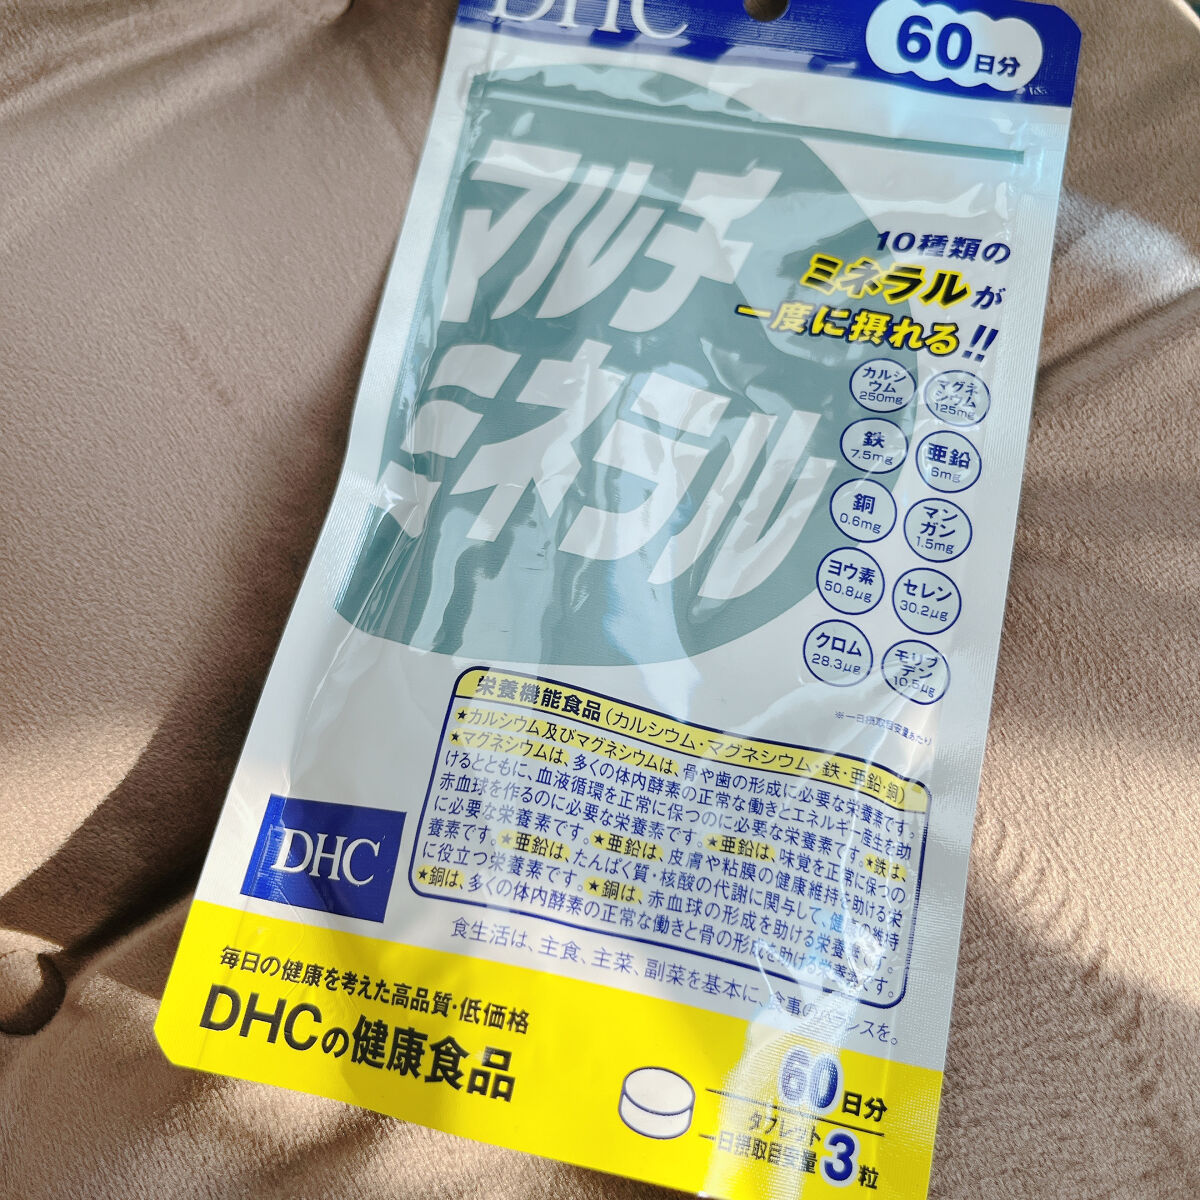 DHC
60日分
マルチ
ミネラル
10種類の
ミネラルが
一度に摂れる!!
カルシ
ウム
250mg
マグネ
シウム
125mg
鉄
7.5mg
亜鉛
6mg
銅
0.6mg
マン
ガン
1.5mg
ヨウ素
50.8μg
セレン
30.2μg
クロム
28.3μg
モリブ
デン
10.5μg
※一日摂取目安量あたり
栄養機能食品(カルシウム・マグネシウム・鉄・亜鉛・銅)
★カルシウム及びマグネシウムは、骨や歯の形成に必要な栄養素です。
★マグネシウムは、多くの体内酵素の正常な働きとエネルギー産生を助
けるとともに、血液循環を正常に保つのに必要な栄養素です。★鉄は、
赤血球を作るのに必要な栄養素です。★亜鉛は、味覚を正常に保つの
に必要な栄養素です。★亜鉛は、皮膚や粘膜の健康維持を助ける栄
養素です。★亜鉛は、たんぱく質・核酸の代謝に関与して、健康の維持
に役立つ栄養素です。★銅は、赤血球の形成を助ける栄養素です。
★銅は、多くの体内酵素の正常な働きと骨の形成を助ける栄養素です。
食生活は、主食、主菜、副菜を基本に、食事のバランスを。
DHC
毎日の健康を考えた高品質・低価格
DHCの健康食品
60日分
タブレット
一日摂取目安量3粒